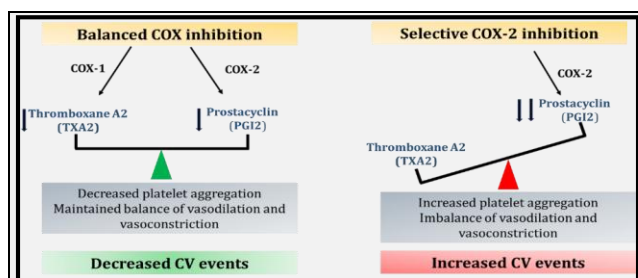 Balanced COX inhibition
COX-1
COX-2
Thromboxane A2
(TXA2)
Prostacyclin
(PGI2)
Decreased platelet aggregation
Maintained balance of vasodilation and
vasoconstriction
Decreased CV events
Selective COX-2 inhibition
COX-2
Prostacyclin
(PGI2)
Thromboxane A2
(TXA2)
Increased platelet aggregation
Imbalance of vasodilation and
vasoconstriction
Increased CV events